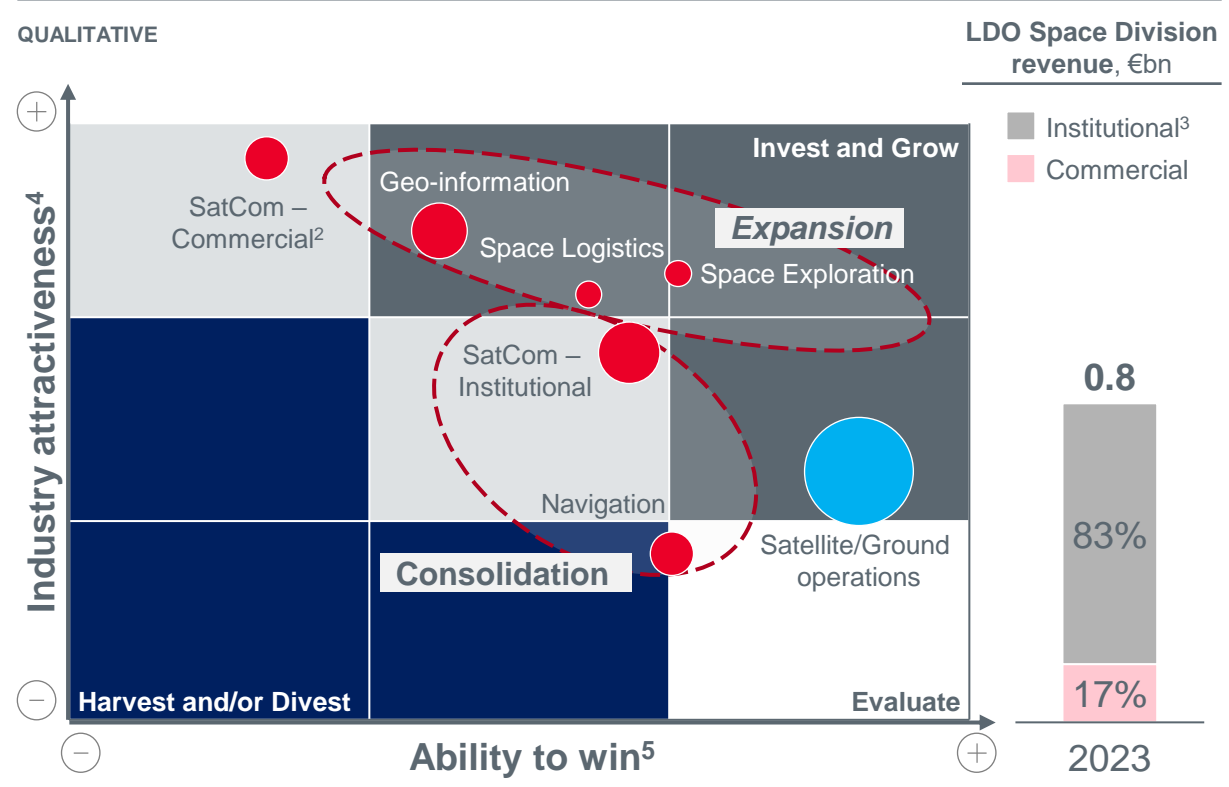 QUALITATIVE
LDO Space Division
revenue, €bn
Institutional³
Commercial
Invest and Grow
Geo-information
SatCom –
Commercial²
Expansion
Space Logistics
Space Exploration
SatCom –
Institutional
Navigation
Satellite/Ground
operations
Consolidation
Harvest and/or Divest
Evaluate
Industry attractiveness⁴
Ability to win⁵
0.8
83%
17%
2023